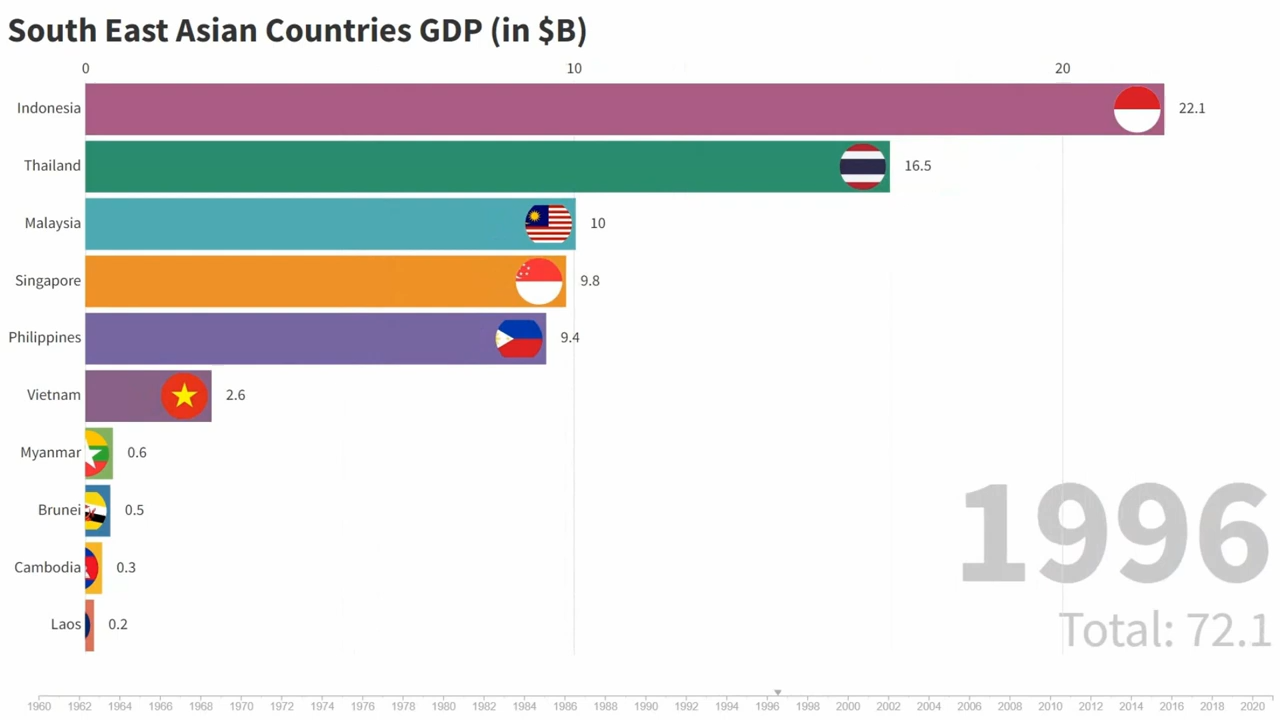 South East Asian Countries GDP (in $B)
0 10 20
Indonesia 22.1
Thailand 16.5
Malaysia 10
Singapore 9.8
Philippines 9.4
Vietnam 2.6
Myanmar 0.6
Brunei 0.5
Cambodia 0.3
Laos 0.2
1996
Total: 72.1
1960 1962 1964 1966 1968 1970 1972 1974 1976 1978 1980 1982 1984 1986 1988 1990 1992 1994 1996 1998 2000 2002 2004 2006 2008 2010 2012 2014 2016 2018 2020